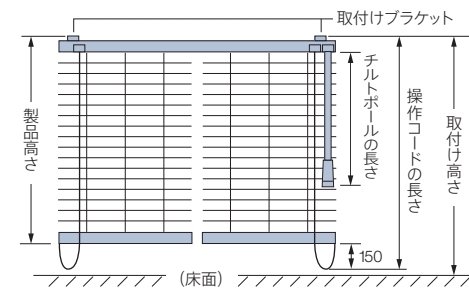 取付けブラケット
製品高さ
チルトポールの長さ
操作コードの長さ
取付け高さ
150
(床面)